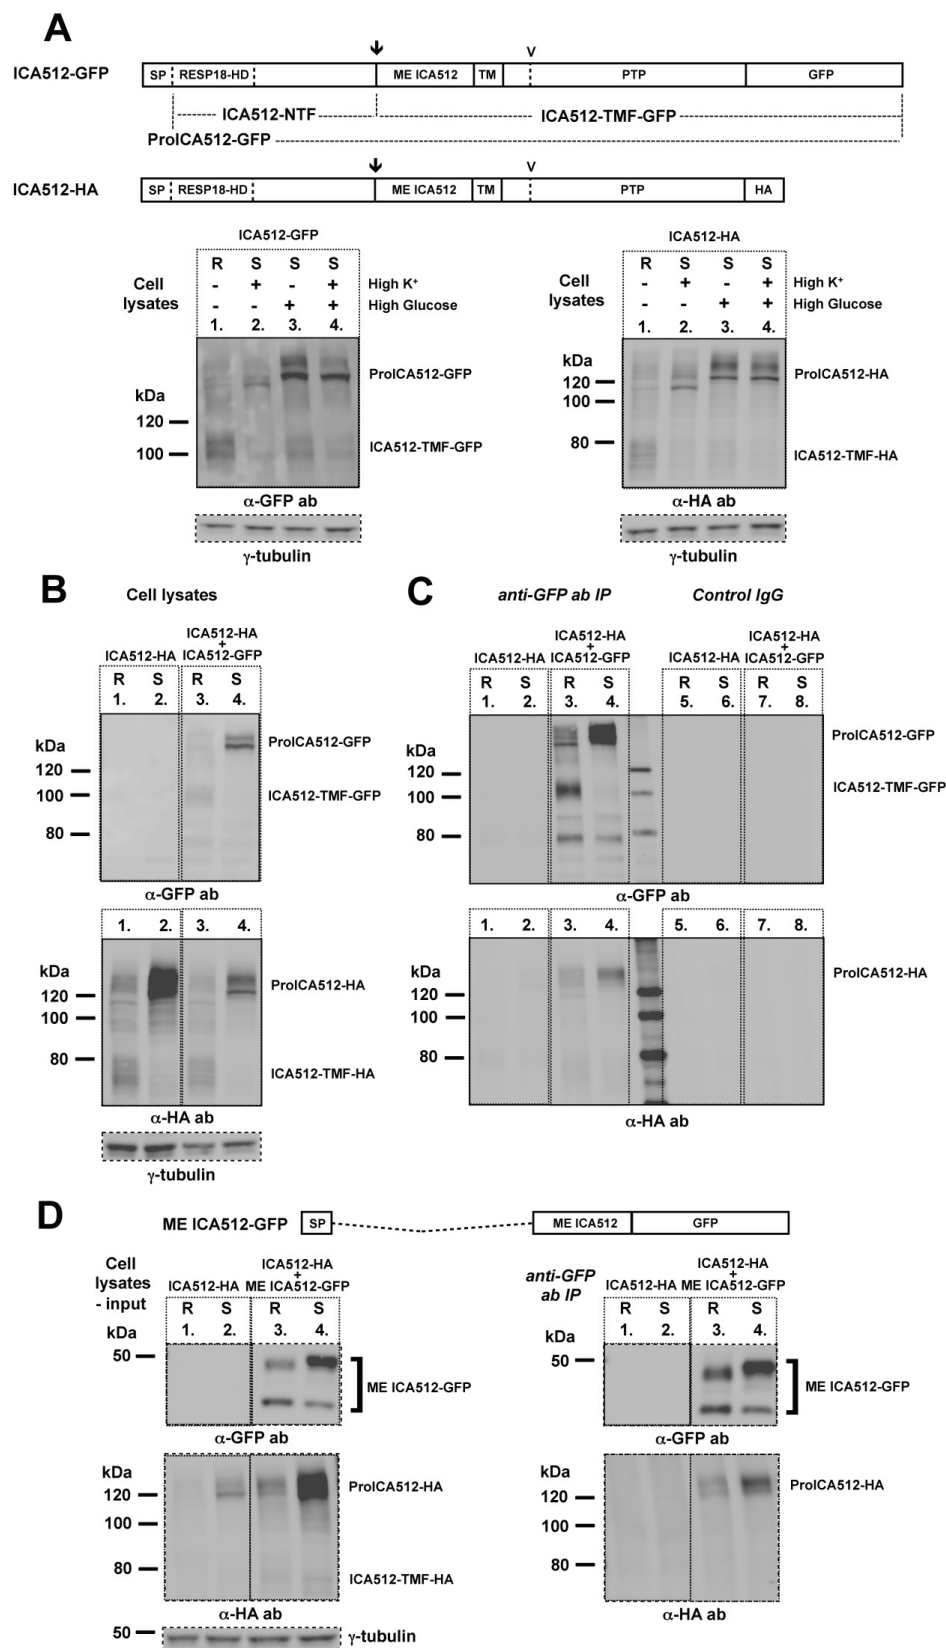 A
ICA512-GFP
SP RESP18-HD ME ICA512 TM V PTP GFP
ICA512-NTF ICA512-TMF-GFP
ProICA512-GFP
ICA512-HA
SP RESP18-HD ME ICA512 TM V PTP HA
ICA512-GFP
Cell
lysates
R S S S
- + - + High K+
- - + + High Glucose
1. 2. 3. 4.
kDa
120
100
ProICA512-GFP
ICA512-TMF-GFP
α-GFP ab
γ-tubulin
ICA512-HA
Cell
lysates
R S S S
- + - + High K+
- - + + High Glucose
1. 2. 3. 4.
kDa
120
100
80
ProICA512-HA
ICA512-TMF-HA
α-HA ab
γ-tubulin
B
Cell lysates
ICA512-HA
ICA512-HA
+
ICA512-GFP
R S R S
1. 2. 3. 4.
kDa
120
100
80
ProICA512-GFP
ICA512-TMF-GFP
α-GFP ab
1. 2. 3. 4.
kDa
120
100
80
ProICA512-HA
ICA512-TMF-HA
α-HA ab
γ-tubulin
C
anti-GFP ab IP Control IgG
ICA512-HA
ICA512-HA
+
ICA512-GFP
ICA512-HA
ICA512-HA
+
ICA512-GFP
R S R S R S R S
1. 2. 3. 4. 5. 6. 7. 8.
kDa
120
100
80
ProICA512-GFP
ICA512-TMF-GFP
α-GFP ab
1. 2. 3. 4. 5. 6. 7. 8.
kDa
120
100
80
ProICA512-HA
α-HA ab
D
ME ICA512-GFP SP ME ICA512 GFP
Cell
lysates
- input
ICA512-HA
ICA512-HA
+
ME ICA512-GFP
R S R S
1. 2. 3. 4.
kDa
50
ME ICA512-GFP
α-GFP ab
kDa
120
100
80
ProICA512-HA
ICA512-TMF-HA
α-HA ab
50
γ-tubulin
anti-GFP
ab IP
ICA512-HA
ICA512-HA
+
ME ICA512-GFP
R S R S
1. 2. 3. 4.
kDa
50
ME ICA512-GFP
α-GFP ab
kDa
120
100
80
ProICA512-HA
α-HA ab